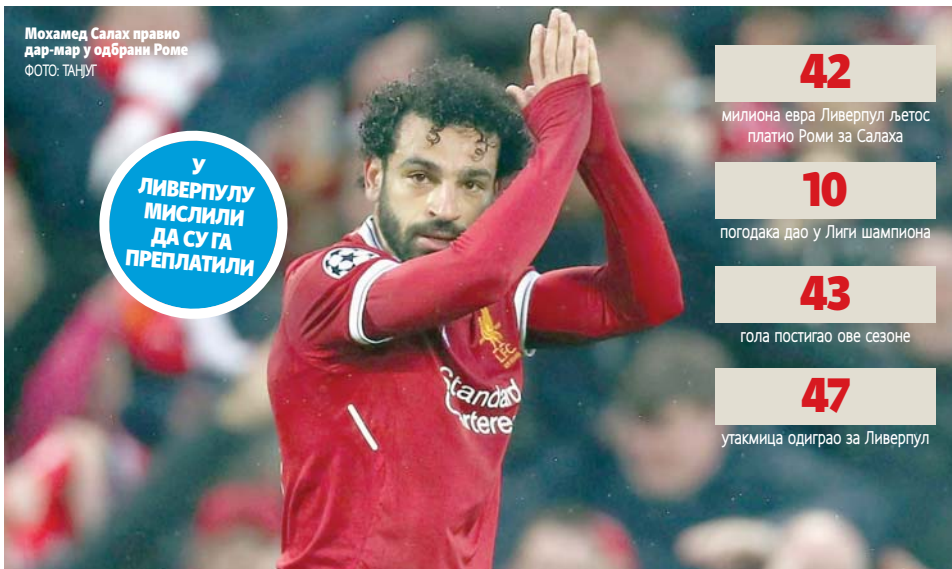 Мохамед Салах правио
дар-мар у одбрани Роме
ФОТО: ТАНЈУГ
У
ЛИВЕРПУЛУ
МИСЛИЛИ
ДА СУ ГА
ПРЕПЛАТИЛИ
42
милиона евра Ливерпул љетос
платио Роми за Салаха
10
погодака дао у Лиги шампиона
43
гола постигао ове сезоне
47
утакмица одиграо за Ливерпул
L.F.C.
Standard
Chartered